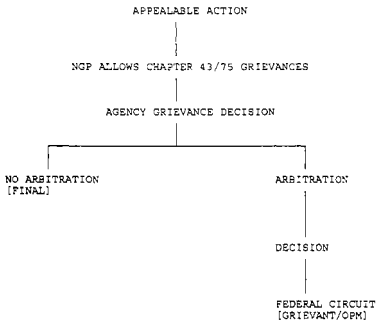 APPEALABLE ACTION
NGP ALLOWS CHAPTER 43/75 GRIEVANCES
AGENCY GRIEVANCE DECISION
NO ARBITRATION
[FINAL]
ARBITRATION
DECISION
FEDERAL CIRCUIT
[GRIEVANT/OPM]